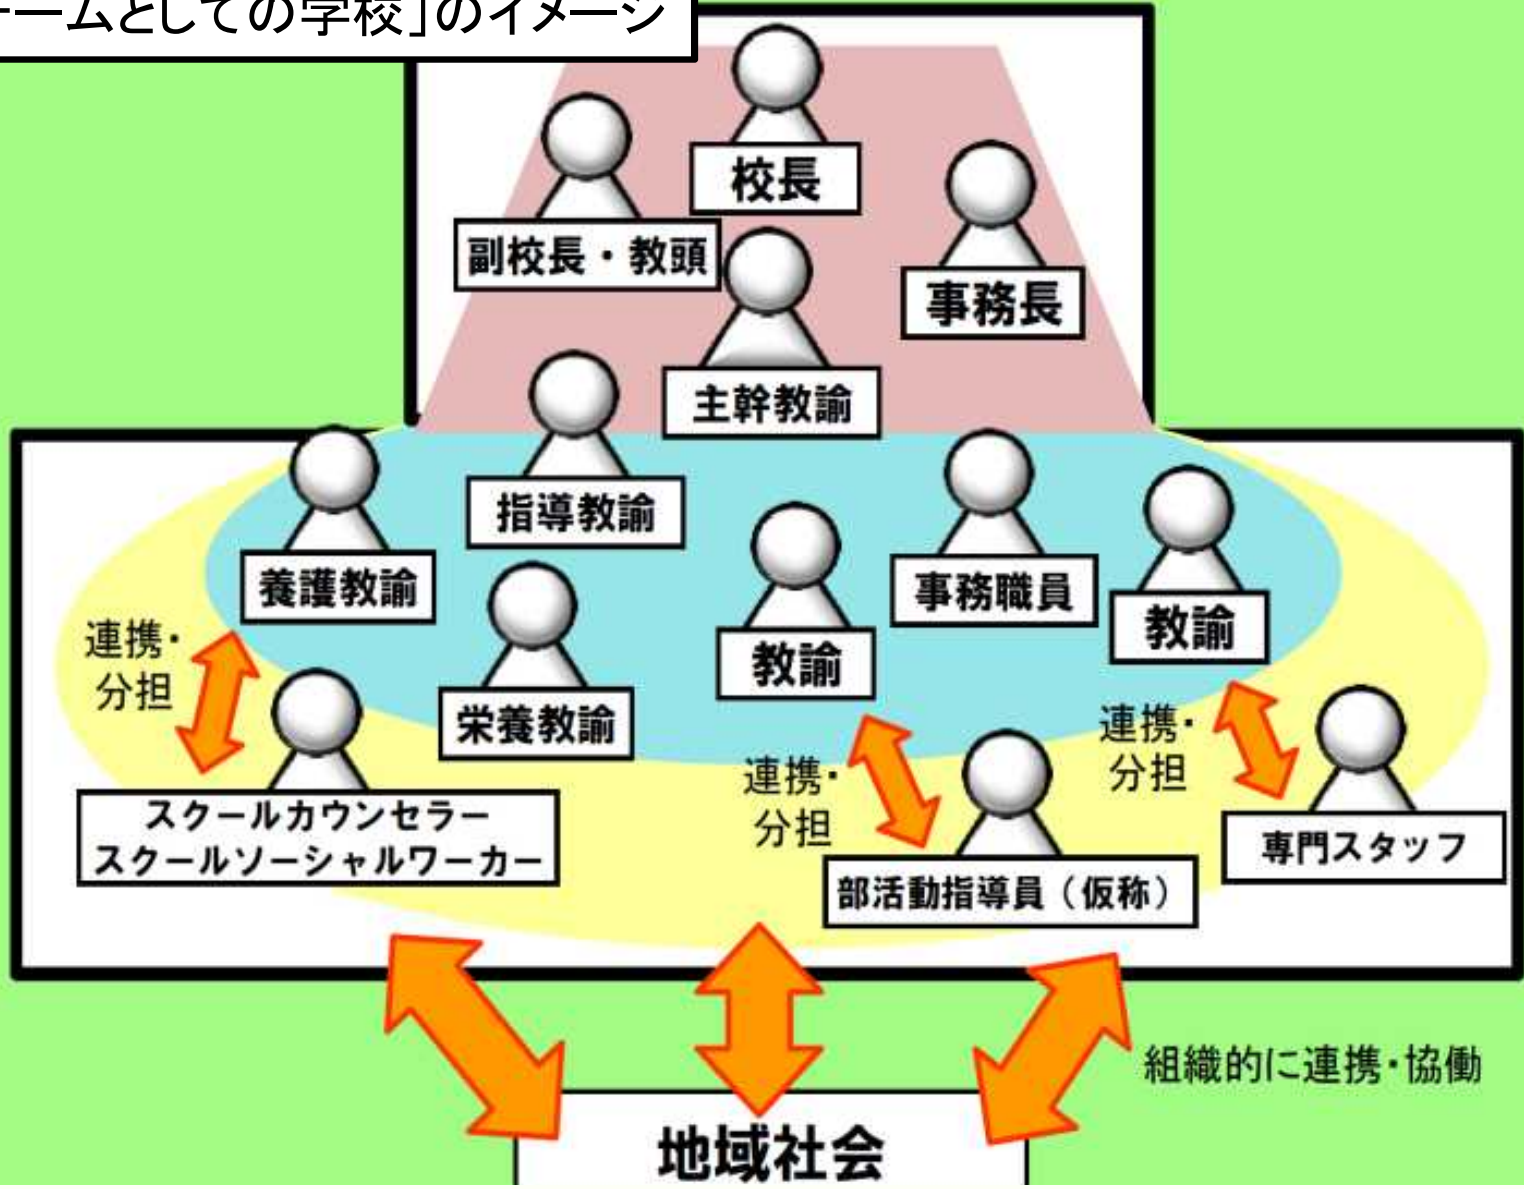 ームとしての学校」のイメージ
校長
副校長・教頭
事務長
主幹教諭
指導教諭
養護教諭
事務職員
教諭
教諭
栄養教諭
連携・
分担
連携・
分担
連携・
分担
スクールカウンセラー
スクールソーシャルワーカー
部活動指導員（仮称）
専門スタッフ
組織的に連携・協働
地域社会